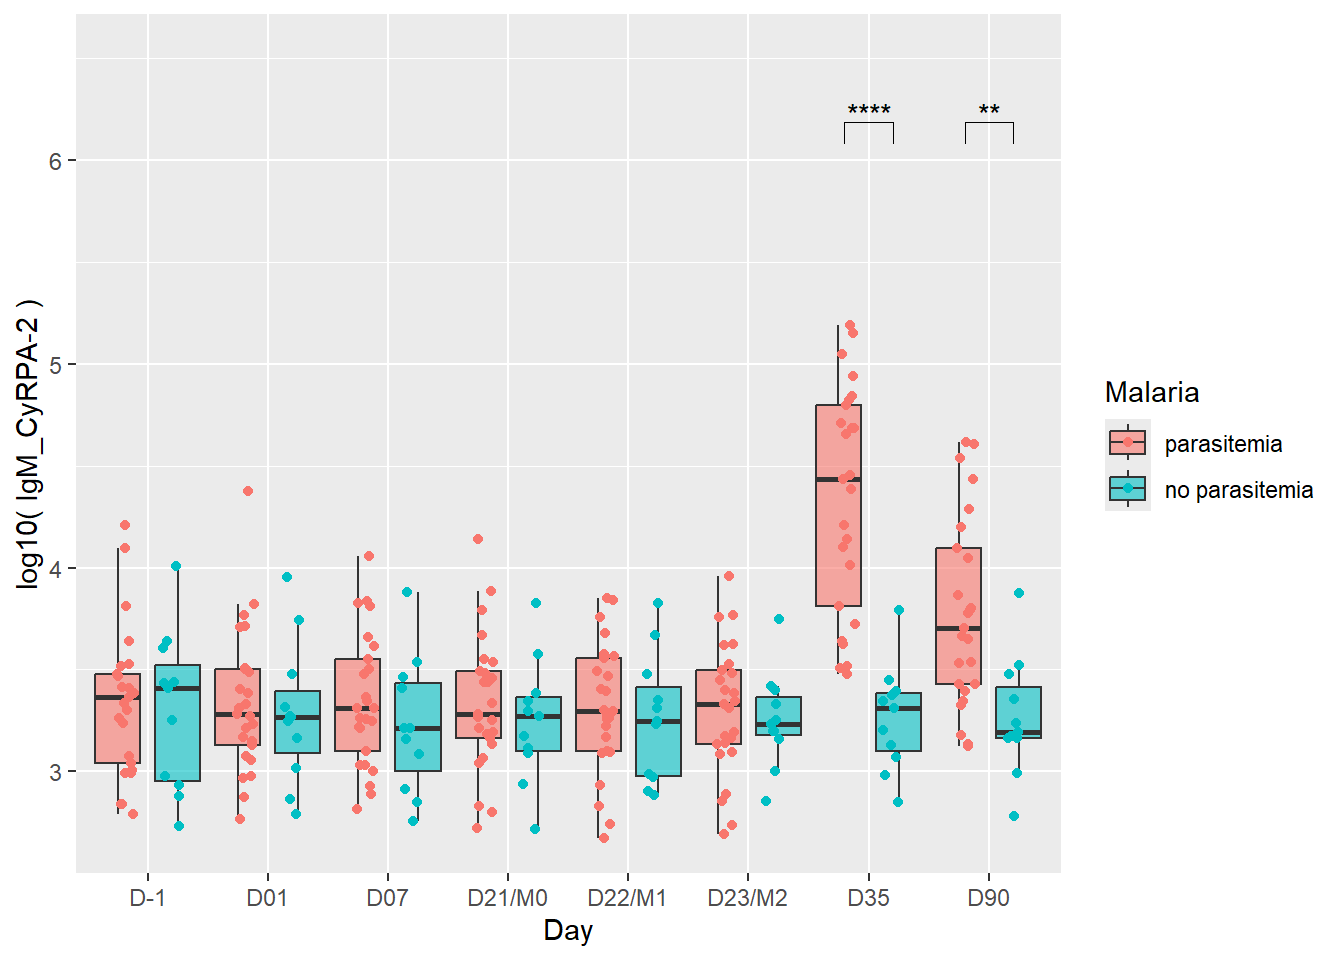 **** **
6
5
4
3
log10( IgM_CyRPA-2 )
D-1 D01 D07 D21/M0 D22/M1 D23/M2 D35 D90
Day
Malaria
parasitemia
no parasitemia